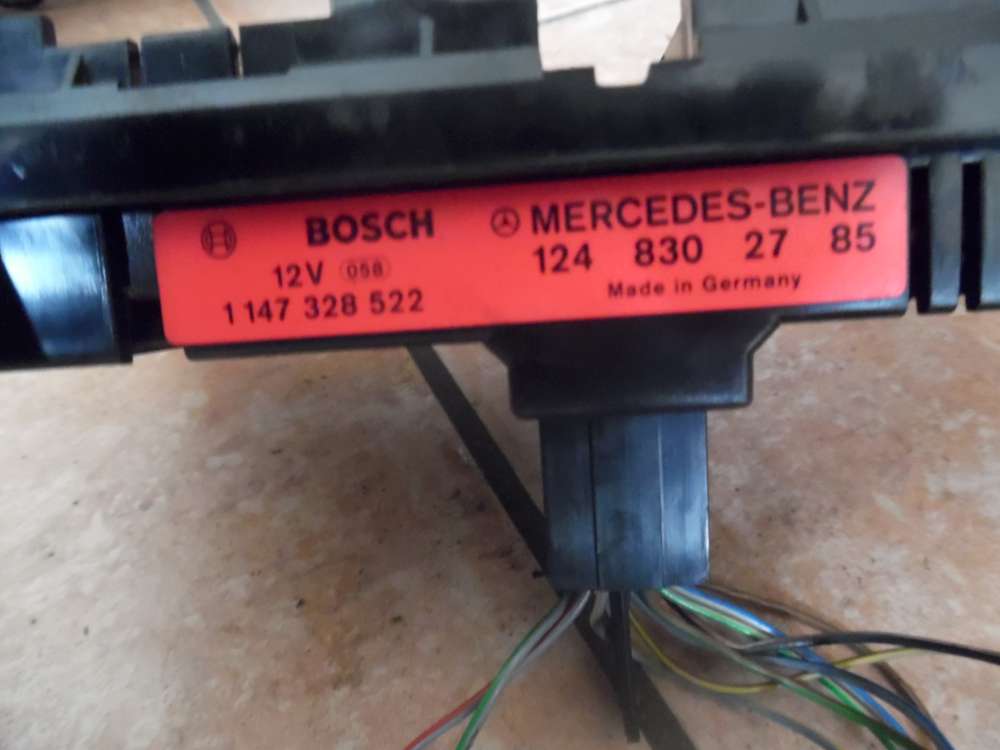 BOSCH
12V 058
1 147 328 522
MERCEDES-BENZ
124 830 27 85
Made in Germany